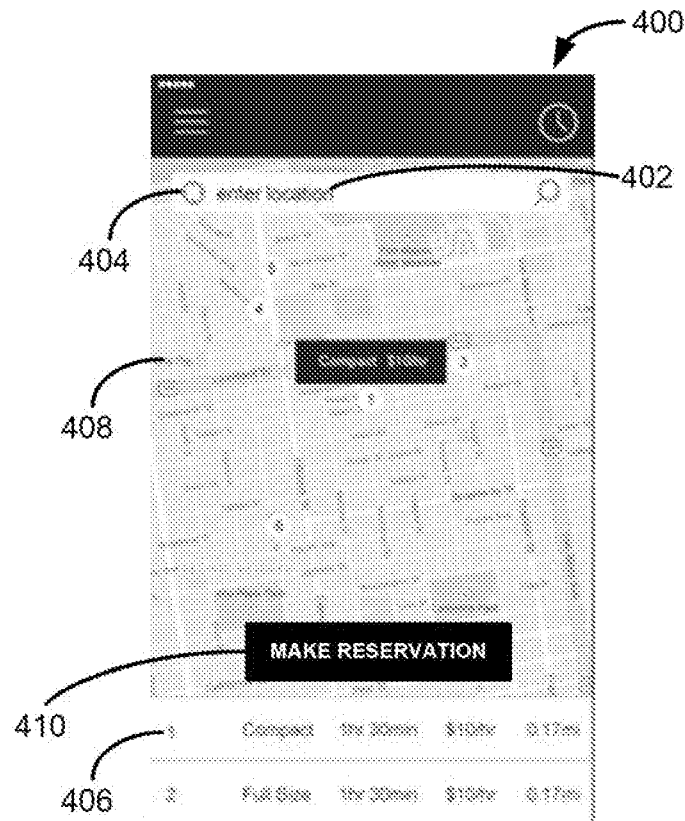 400
enter location
402
404
408
MAKE RESERVATION
410
1 Compact 1hr 30min $10/hr 0.17mi
406
2 Full Size 1hr 30min $10/hr 0.17mi